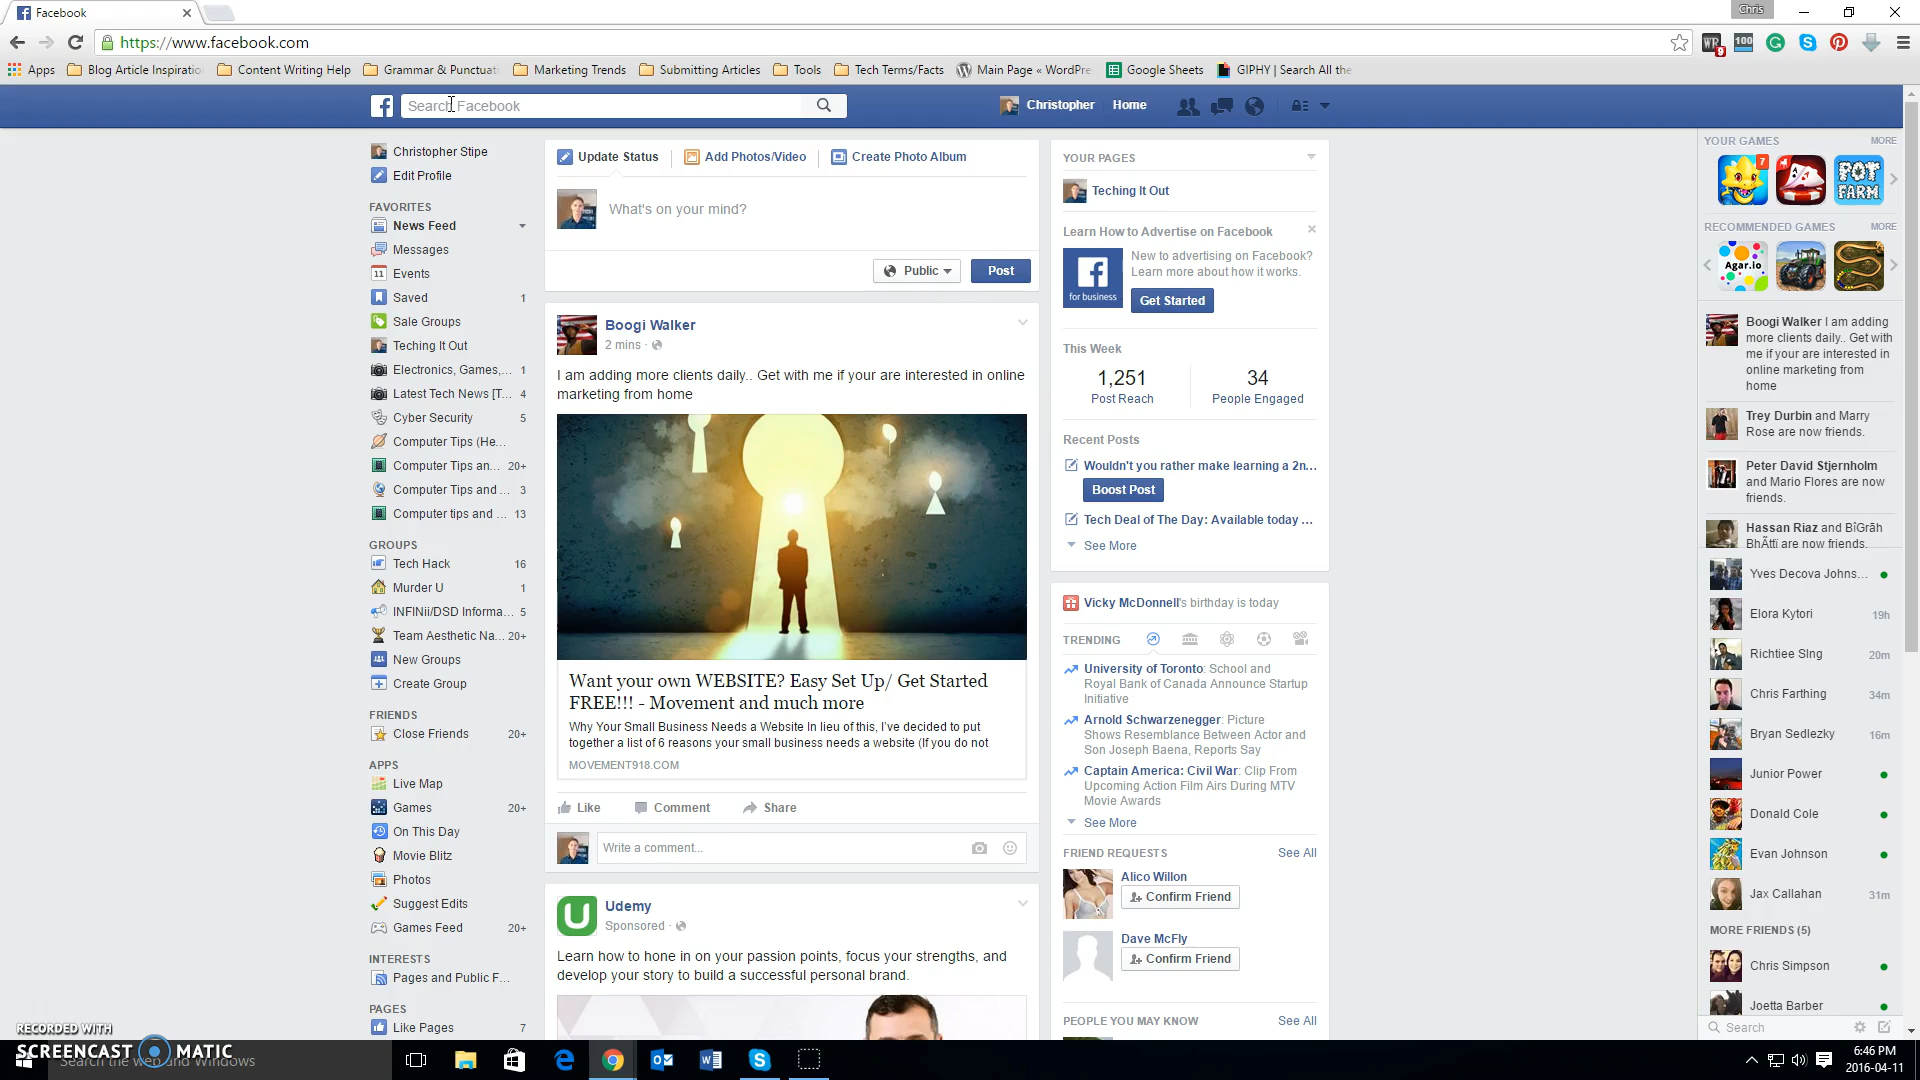 Facebook
Chris
https://www.facebook.com
WR 9 100
Apps Blog Article Inspiratio Content Writing Help Grammar & Punctuat Marketing Trends Submitting Articles Tools Tech Terms/Facts Main Page « WordPre Google Sheets GIPHY | Search All the
Search Facebook
Christopher Home
Christopher Stipe
Edit Profile
FAVORITES
News Feed
Messages
11 Events
Saved 1
Sale Groups
Teching It Out
Electronics, Games,... 1
Latest Tech News [T... 4
Cyber Security 5
Computer Tips (He...
Computer Tips an... 20+
Computer Tips and ... 3
Computer tips and ... 13
GROUPS
Tech Hack 16
Murder U 1
INFINii/DSD Informa... 5
Team Aesthetic Na... 20+
New Groups
Create Group
FRIENDS
Close Friends 20+
APPS
Live Map
Games 20+
On This Day
Movie Blitz
Photos
Suggest Edits
Games Feed 20+
INTERESTS
Pages and Public F...
PAGES
Like Pages 7
Update Status Add Photos/Video Create Photo Album
What's on your mind?
Public Post
Boogi Walker
2 mins ·
I am adding more clients daily.. Get with me if your are interested in online
marketing from home
Want your own WEBSITE? Easy Set Up/ Get Started
FREE!!! - Movement and much more
Why Your Small Business Needs a Website In lieu of this, I've decided to put
together a list of 6 reasons your small business needs a website (If you do not
MOVEMENT918.COM
Like Comment Share
Write a comment...
Udemy
Sponsored ·
Learn how to hone in on your passion points, focus your strengths, and
develop your story to build a successful personal brand.
YOUR PAGES
Teching It Out
Learn How to Advertise on Facebook
for business
New to advertising on Facebook?
Learn more about how it works.
Get Started
This Week
1,251 34
Post Reach People Engaged
Recent Posts
Wouldn't you rather make learning a 2n...
Boost Post
Tech Deal of The Day: Available today ...
See More
Vicky McDonnell's birthday is today
TRENDING
University of Toronto: School and
Royal Bank of Canada Announce Startup
Initiative
Arnold Schwarzenegger: Picture
Shows Resemblance Between Actor and
Son Joseph Baena, Reports Say
Captain America: Civil War: Clip From
Upcoming Action Film Airs During MTV
Movie Awards
See More
FRIEND REQUESTS See All
Alico Willon
Confirm Friend
Dave McFly
Confirm Friend
PEOPLE YOU MAY KNOW See All
YOUR GAMES MORE
7
POT FARM
RECOMMENDED GAMES MORE
Agar.io
Boogi Walker I am adding
more clients daily.. Get with
me if your are interested in
online marketing from
home
Trey Durbin and Marry
Rose are now friends.
Peter David Stjernholm
and Mario Flores are now
friends.
Hassan Riaz and BîGrãh
BhÃttî are now friends.
Yves Decova Johns...
Elora Kytori 19h
Richtiee SIng 20m
Chris Farthing 34m
Bryan Sedlezky 16m
Junior Power
Donald Cole
Evan Johnson
Jax Callahan 31m
MORE FRIENDS (5)
Chris Simpson
Joetta Barber
Search
RECORDED WITH
SCREENCAST MATIC
Search the web and Windows
6:46 PM
2016-04-11